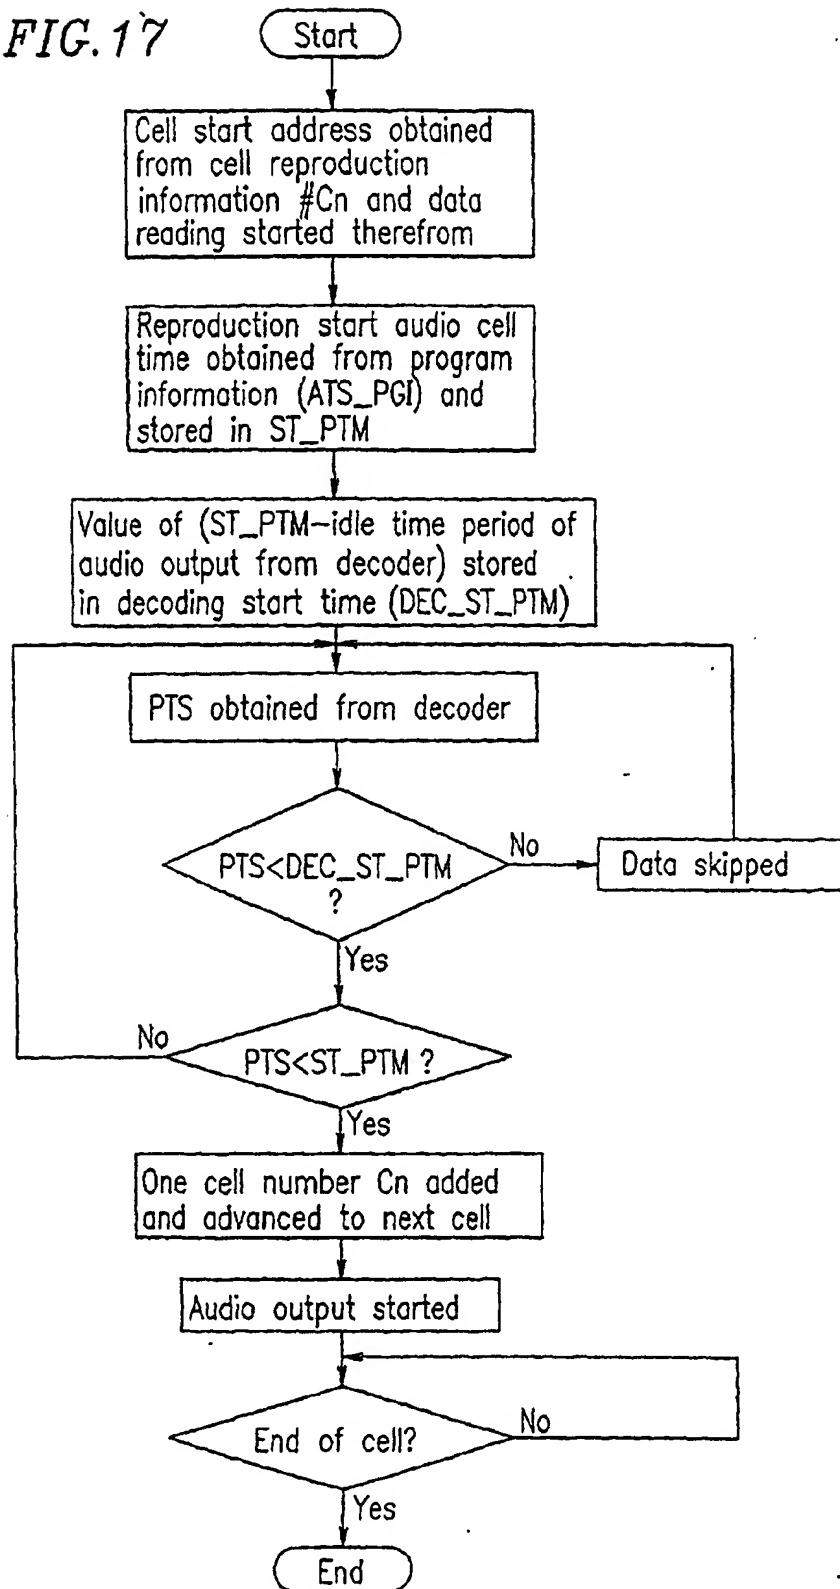 FIG.17
Start
Cell start address obtained
from cell reproduction
information #Cn and data
reading started therefrom
Reproduction start audio cell
time obtained from program
information (ATS_PGI) and
stored in ST_PTM
Value of (ST_PTM–idle time period of
audio output from decoder) stored
in decoding start time (DEC_ST_PTM)
PTS obtained from decoder
PTS<DEC_ST_PTM
?
No
Data skipped
Yes
No
PTS<ST_PTM ?
Yes
One cell number Cn added
and advanced to next cell
Audio output started
End of cell?
No
Yes
End